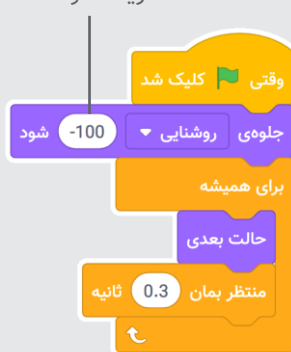 وقتی کلیک شد
جلوه‌ی روشنایی -100 شود
برای همیشه
حالت بعدی
منتظر بمان 0.3 ثانیه